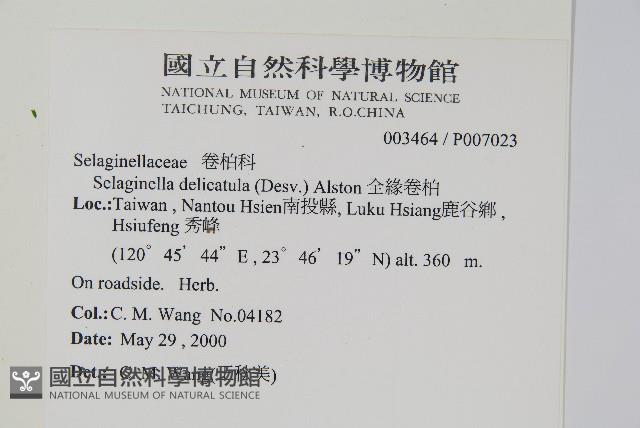 國立自然科學博物館
NATIONAL MUSEUM OF NATURAL SCIENCE
TAICHUNG, TAIWAN, R.O.CHINA
003464 / P007023
Selaginellaceae 卷柏科
Selaginella delicatula (Desv.) Alston 全緣卷柏
Loc.:Taiwan , Nantou Hsien南投縣, Luku Hsiang鹿谷鄉 ,
Hsiufeng 秀峰
(120° 45' 44" E , 23° 46' 19" N) alt. 360 m.
On roadside. Herb.
Col.: C. M. Wang No.04182
Date: May 29 , 2000
Det.: C. M. Wang
國立自然科學博物館
NATIONAL MUSEUM OF NATURAL SCIENCE